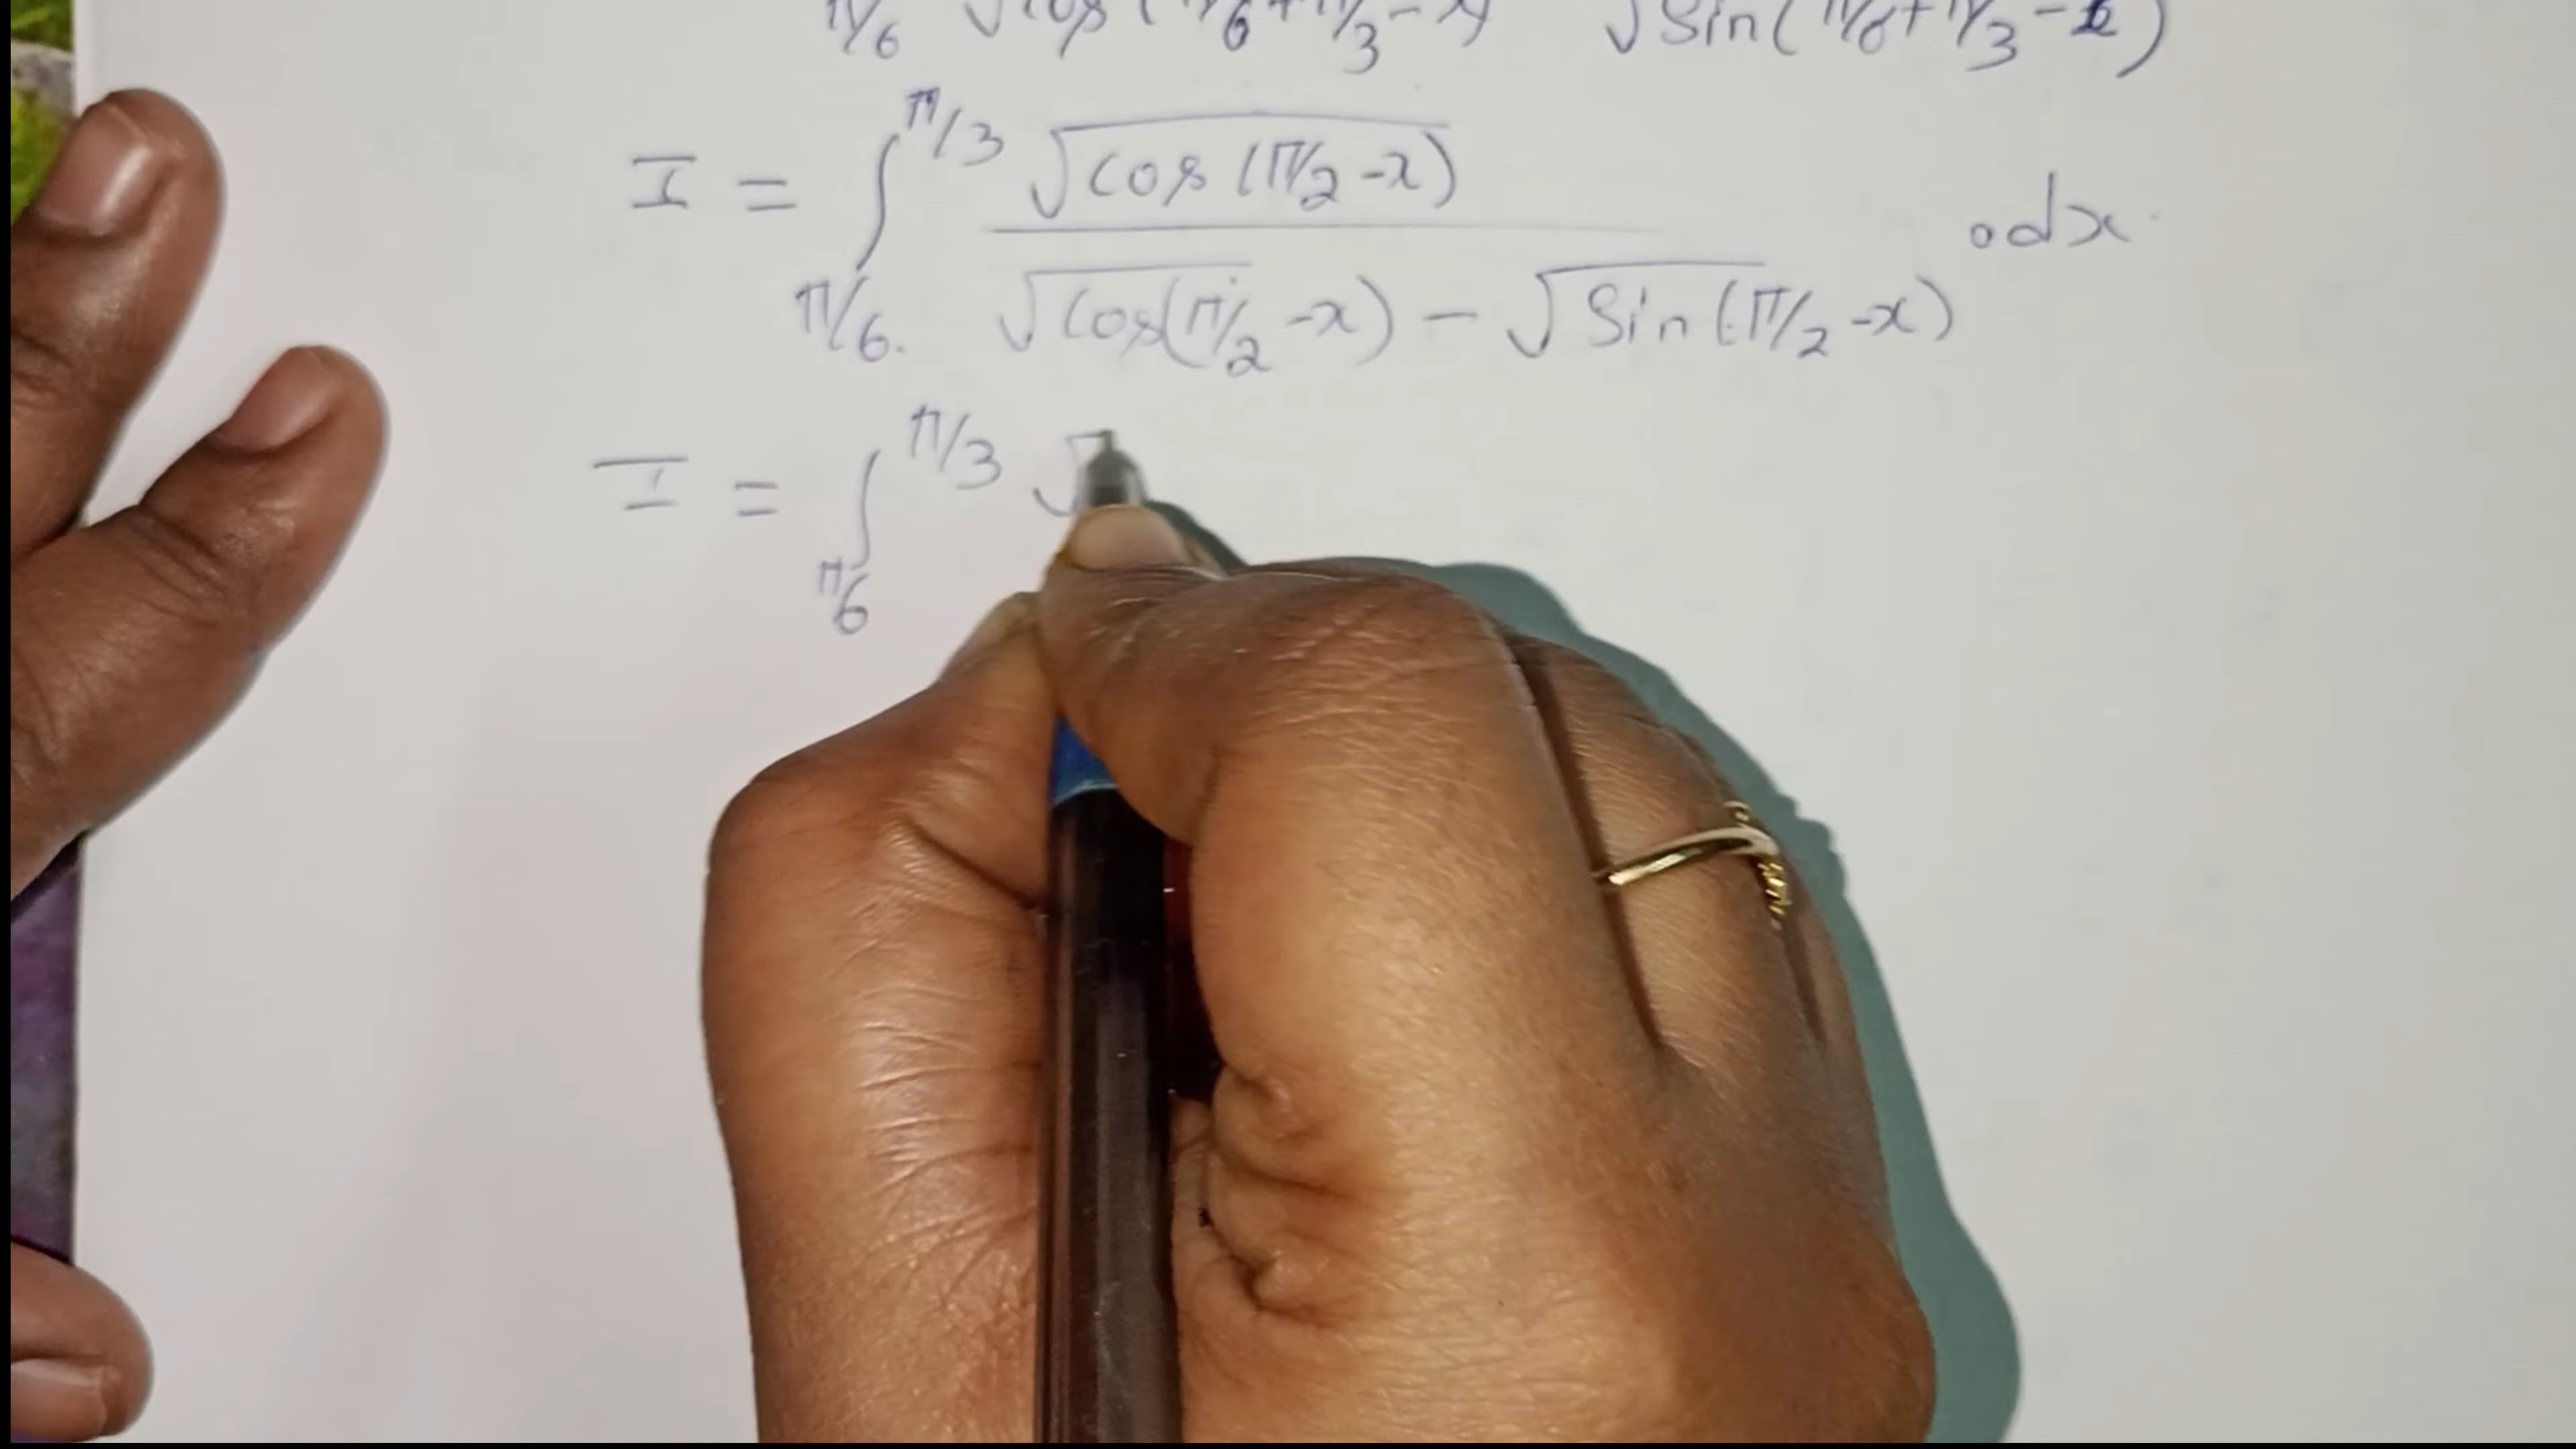 π/6 √cos(π/6+π/3-x) √sin(π/6+π/3-x)
I = ∫ π/3 √cos(π/2-x)
π/6. √cos(π/2-x) - √sin(π/2-x) .dx
I = ∫ π/3 √
π/6